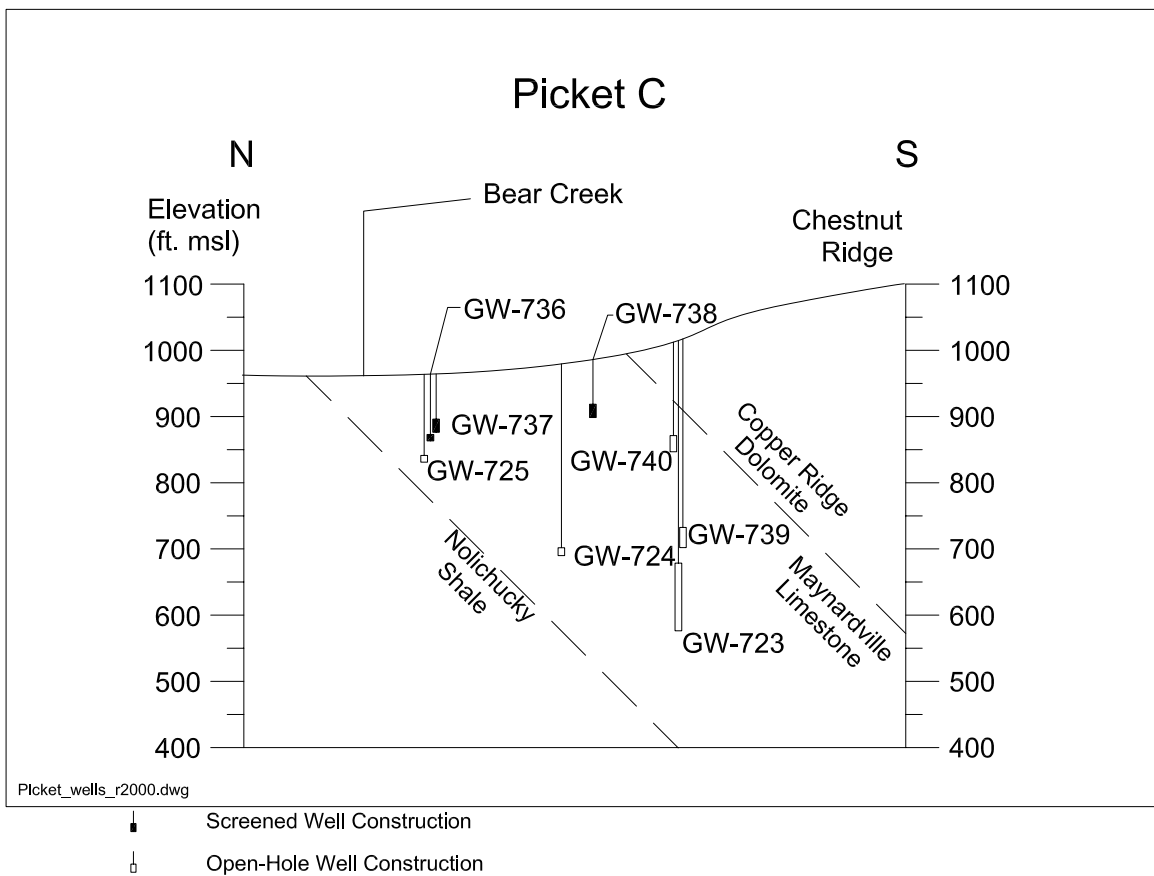 Picket C
N
S
Bear Creek
Elevation
(ft. msl)
Chestnut
Ridge
1100
1100
GW-736
GW-738
1000
1000
900
900
GW-737
GW-740
GW-725
Copper Ridge
Dolomite
800
800
GW-739
700
700
GW-724
Nolichucky
Shale
Maynardville
Limestone
600
600
GW-723
500
500
400
400
PIcket_wells_r2000.dwg
Screened Well Construction
Open-Hole Well Construction